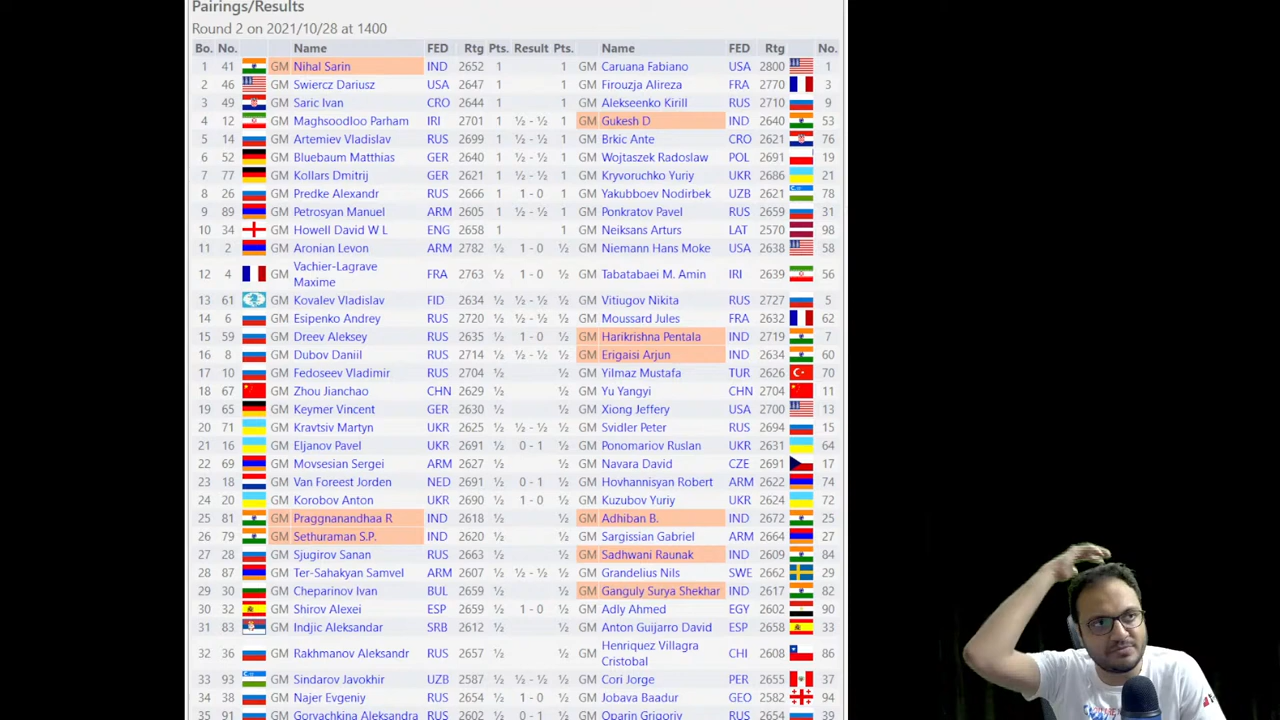 Pairings/Results
Round 2 on 2021/10/28 at 1400
Bo. No. Name FED Rtg Pts. Result Pts. Name FED Rtg No.
1 41 GM Nihal Sarin IND 2652 1 1 GM Caruana Fabiano USA 2800 1
2 46 GM Swiercz Dariusz USA 2647 1 1 GM Firouzja Alireza FRA 2770 3
3 49 GM Saric Ivan CRO 2644 1 1 GM Alekseenko Kirill RUS 2710 9
4 12 GM Maghsoodloo Parham IRI 2701 1 ½ - ½ 1 GM Gukesh D IND 2640 53
5 14 GM Artemiev Vladislav RUS 2699 1 ½ - ½ 1 GM Brkic Ante CRO 2621 76
6 52 GM Bluebaum Matthias GER 2640 1 ½ - ½ 1 GM Wojtaszek Radoslaw POL 2691 19
7 77 GM Kollars Dmitrij GER 2621 1 ½ - ½ 1 GM Kryvoruchko Yuriy UKR 2686 21
8 26 GM Predke Alexandr RUS 2666 1 1 - 0 1 GM Yakubboev Nodirbek UZB 2621 78
9 89 GM Petrosyan Manuel ARM 2605 1 ½ - ½ 1 GM Ponkratov Pavel RUS 2659 31
10 34 GM Howell David W L ENG 2658 1 1 GM Neiksans Arturs LAT 2570 98
11 2 GM Aronian Levon ARM 2782 ½ 1 - 0 ½ GM Niemann Hans Moke USA 2638 58
12 4 GM Vachier-Lagrave Maxime FRA 2763 ½ 1 - 0 ½ GM Tabatabaei M. Amin IRI 2639 56
13 61 GM Kovalev Vladislav FID 2634 ½ ½ - ½ ½ GM Vitiugov Nikita RUS 2727 5
14 6 GM Esipenko Andrey RUS 2720 ½ ½ - ½ ½ GM Moussard Jules FRA 2632 62
15 59 GM Dreev Aleksey RUS 2635 ½ ½ - ½ ½ GM Harikrishna Pentala IND 2719 7
16 8 GM Dubov Daniil RUS 2714 ½ ½ - ½ ½ GM Erigaisi Arjun IND 2634 60
17 10 GM Fedoseev Vladimir RUS 2704 ½ ½ GM Yilmaz Mustafa TUR 2626 70
18 67 GM Zhou Jianchao CHN 2629 ½ ½ GM Yu Yangyi CHN 2704 11
19 65 GM Keymer Vincent GER 2630 ½ ½ GM Xiong Jeffery USA 2700 13
20 71 GM Kravtsiv Martyn UKR 2625 ½ ½ - ½ ½ GM Svidler Peter RUS 2694 15
21 16 GM Eljanov Pavel UKR 2691 ½ 0 - 1 ½ GM Ponomariov Ruslan UKR 2631 64
22 69 GM Movsesian Sergei ARM 2627 ½ ½ GM Navara David CZE 2691 17
23 18 GM Van Foreest Jorden NED 2691 ½ 0 - 1 ½ GM Hovhannisyan Robert ARM 2622 74
24 20 GM Korobov Anton UKR 2690 ½ 1 - 0 ½ GM Kuzubov Yuriy UKR 2624 72
25 81 GM Praggnanandhaa R IND 2618 ½ ½ GM Adhiban B. IND 2672 25
26 79 GM Sethuraman S.P. IND 2620 ½ ½ GM Sargissian Gabriel ARM 2664 27
27 28 GM Sjugirov Sanan RUS 2663 ½ ½ GM Sadhwani Raunak IND 2609 84
28 87 GM Ter-Sahakyan Samvel ARM 2607 ½ ½ - ½ ½ GM Grandelius Nils SWE 2662 29
29 30 GM Cheparinov Ivan BUL 2659 ½ ½ GM Ganguly Surya Shekhar IND 2617 82
30 32 GM Shirov Alexei ESP 2659 ½ 1 - 0 ½ GM Adly Ahmed EGY 2602 90
31 83 GM Indjic Aleksandar SRB 2612 ½ ½ GM Anton Guijarro David ESP 2658 33
32 36 GM Rakhmanov Aleksandr RUS 2657 ½ ½ GM Henriquez Villagra Cristobal CHI 2608 86
33 93 GM Sindarov Javokhir UZB 2587 ½ ½ - ½ ½ GM Cori Jorge PER 2655 37
34 38 GM Najer Evgeniy RUS 2654 ½ 1 - 0 ½ GM Jobava Baadur GEO 2582 94
35 91 GM Goryachkina Aleksandra RUS 2602 ½ 0 - 1 ½ GM Oparin Grigoriy RUS 2654 39